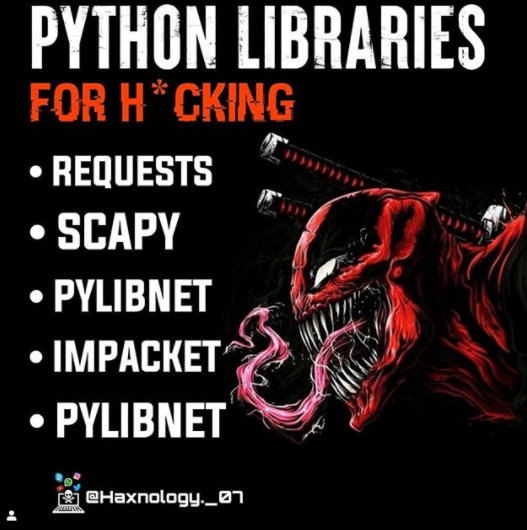 PYTHON LIBRARIES
FOR H*CKING
• REQUESTS
• SCAPY
• PYLIBNET
• IMPACKET
• PYLIBNET
@Haxnology._07